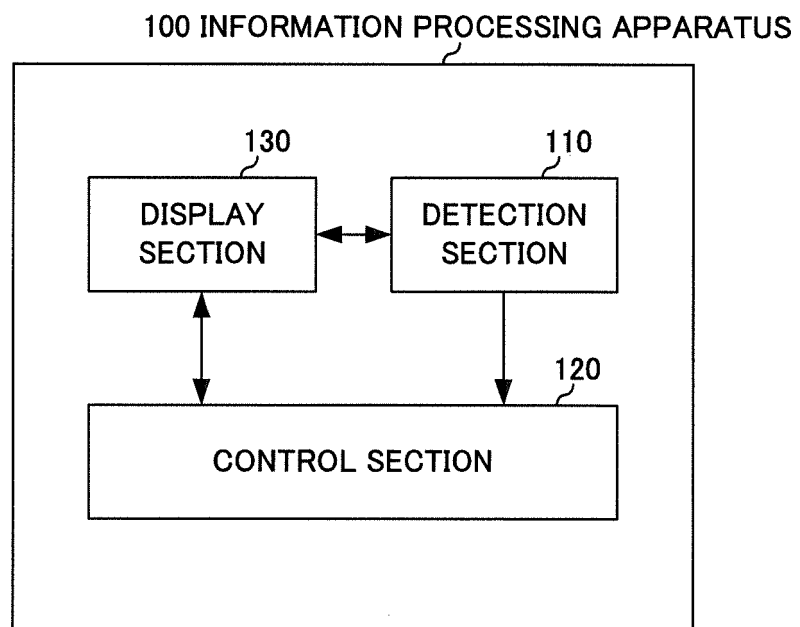 100 INFORMATION PROCESSING APPARATUS
130
110
DISPLAY
SECTION
DETECTION
SECTION
120
CONTROL SECTION